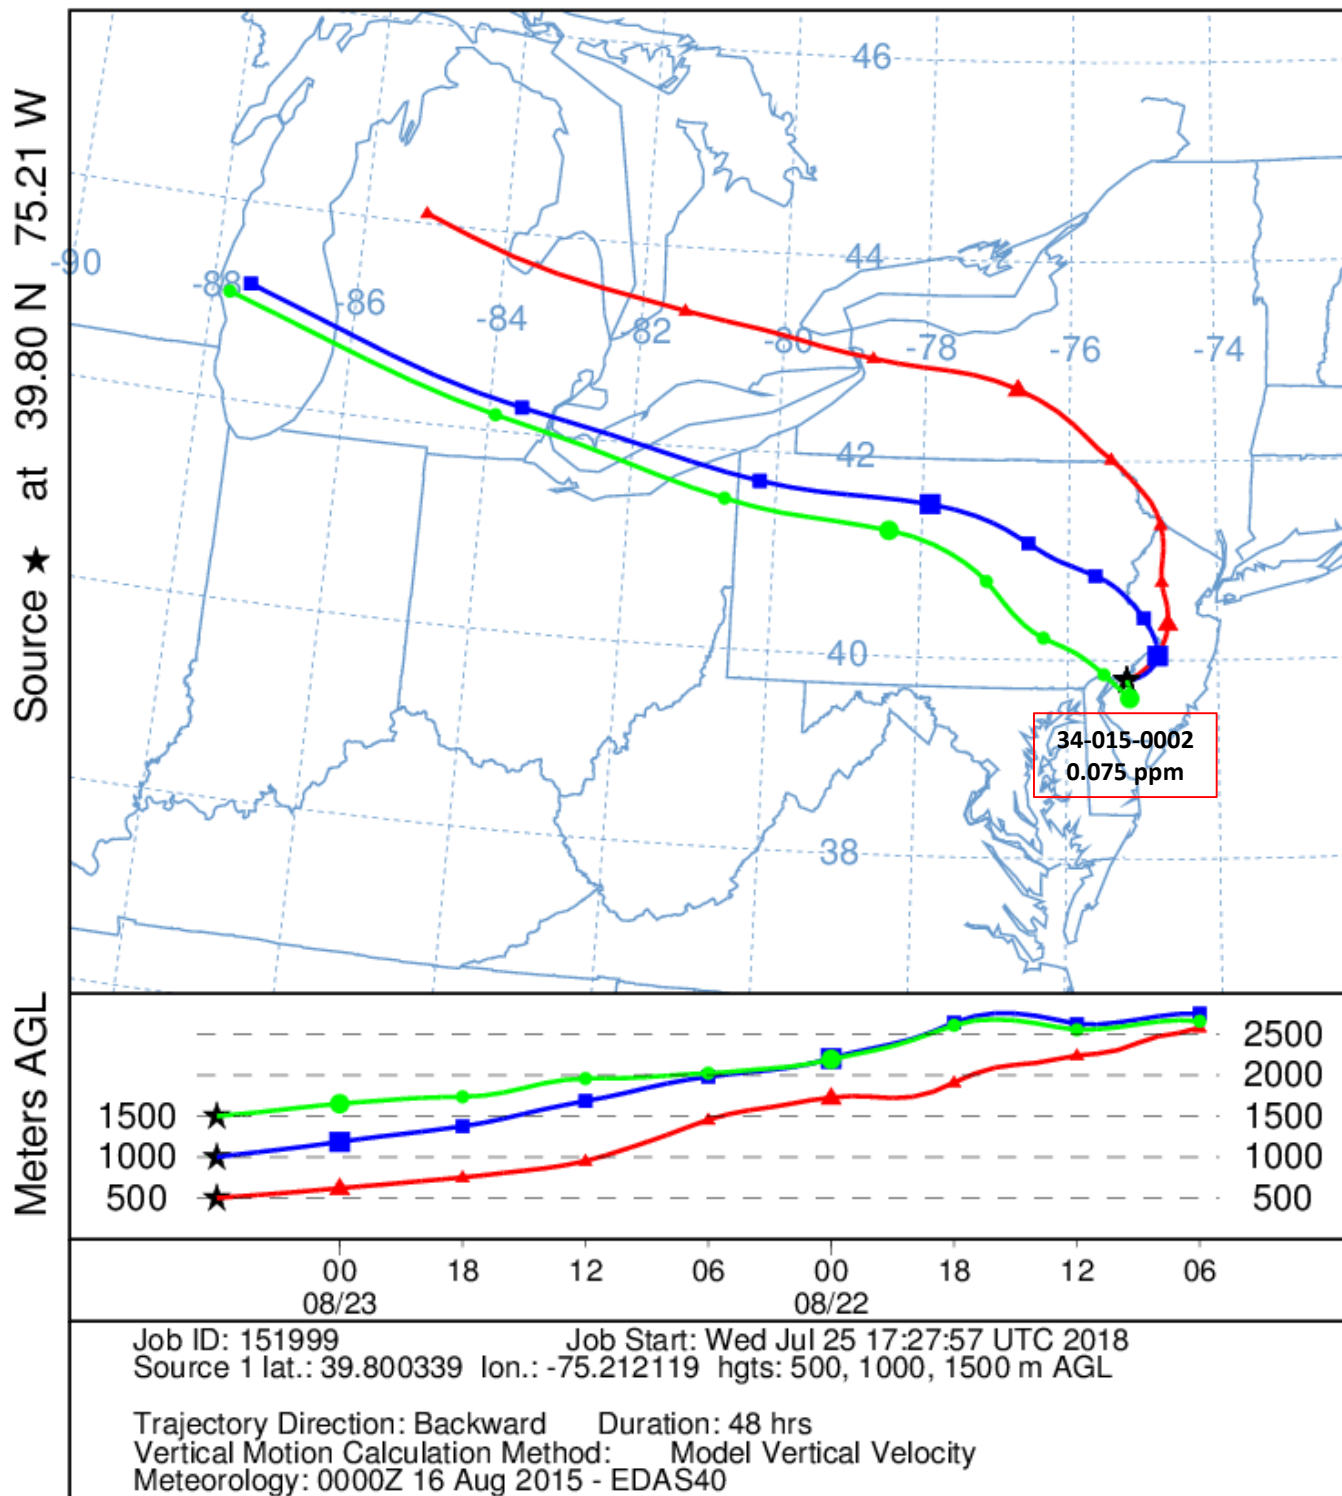 Source ★ at 39.80 N 75.21 W
46
44
-90
-88
-86
-84
-82
-80
-78
-76
-74
42
40
38
34-015-0002
0.075 ppm
Meters AGL
2500
2000
1500 1500
1000 1000
500 500
00 18 12 06 00 18 12 06
08/23 08/22
Job ID: 151999 Job Start: Wed Jul 25 17:27:57 UTC 2018
Source 1 lat.: 39.800339 lon.: -75.212119 hgts: 500, 1000, 1500 m AGL
Trajectory Direction: Backward Duration: 48 hrs
Vertical Motion Calculation Method: Model Vertical Velocity
Meteorology: 0000Z 16 Aug 2015 - EDAS40